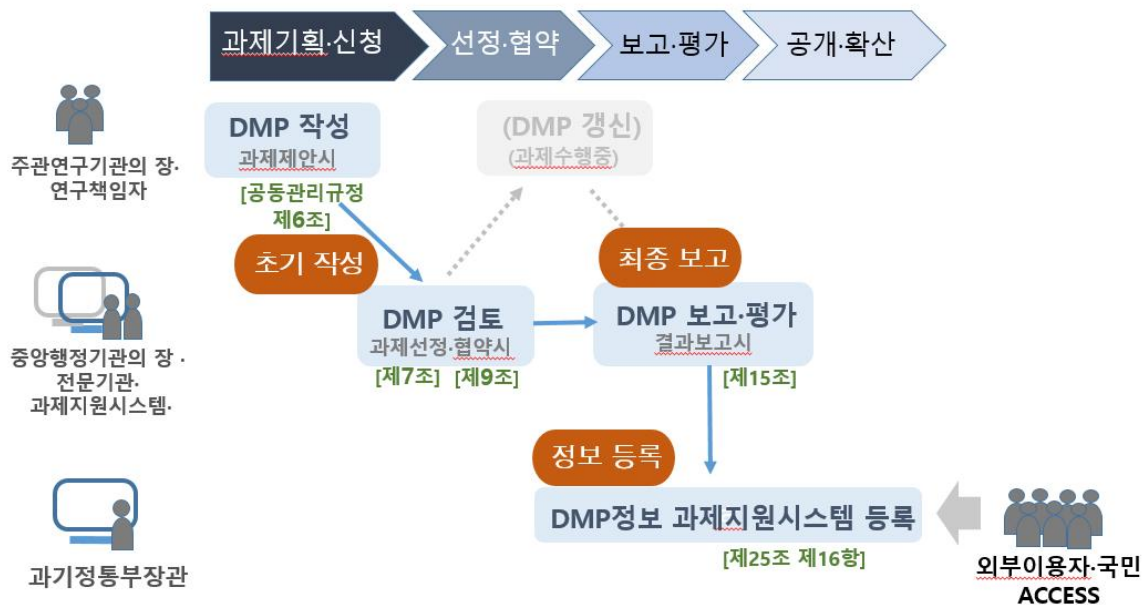 과제기획·신청
선정·협약
보고·평가
공개·확산
주관연구기관의 장·
연구책임자
DMP 작성
과제제안시
[공동관리규정
제6조]
(DMP 갱신)
(과제수행중)
초기 작성
최종 보고
중앙행정기관의 장 ·
전문기관·
과제지원시스템·
DMP 검토
과제선정·협약시
[제7조] [제9조]
DMP 보고·평가
결과보고시
[제15조]
정보 등록
과기정통부장관
DMP정보 과제지원시스템 등록
[제25조 제16항]
외부이용자·국민
ACCESS